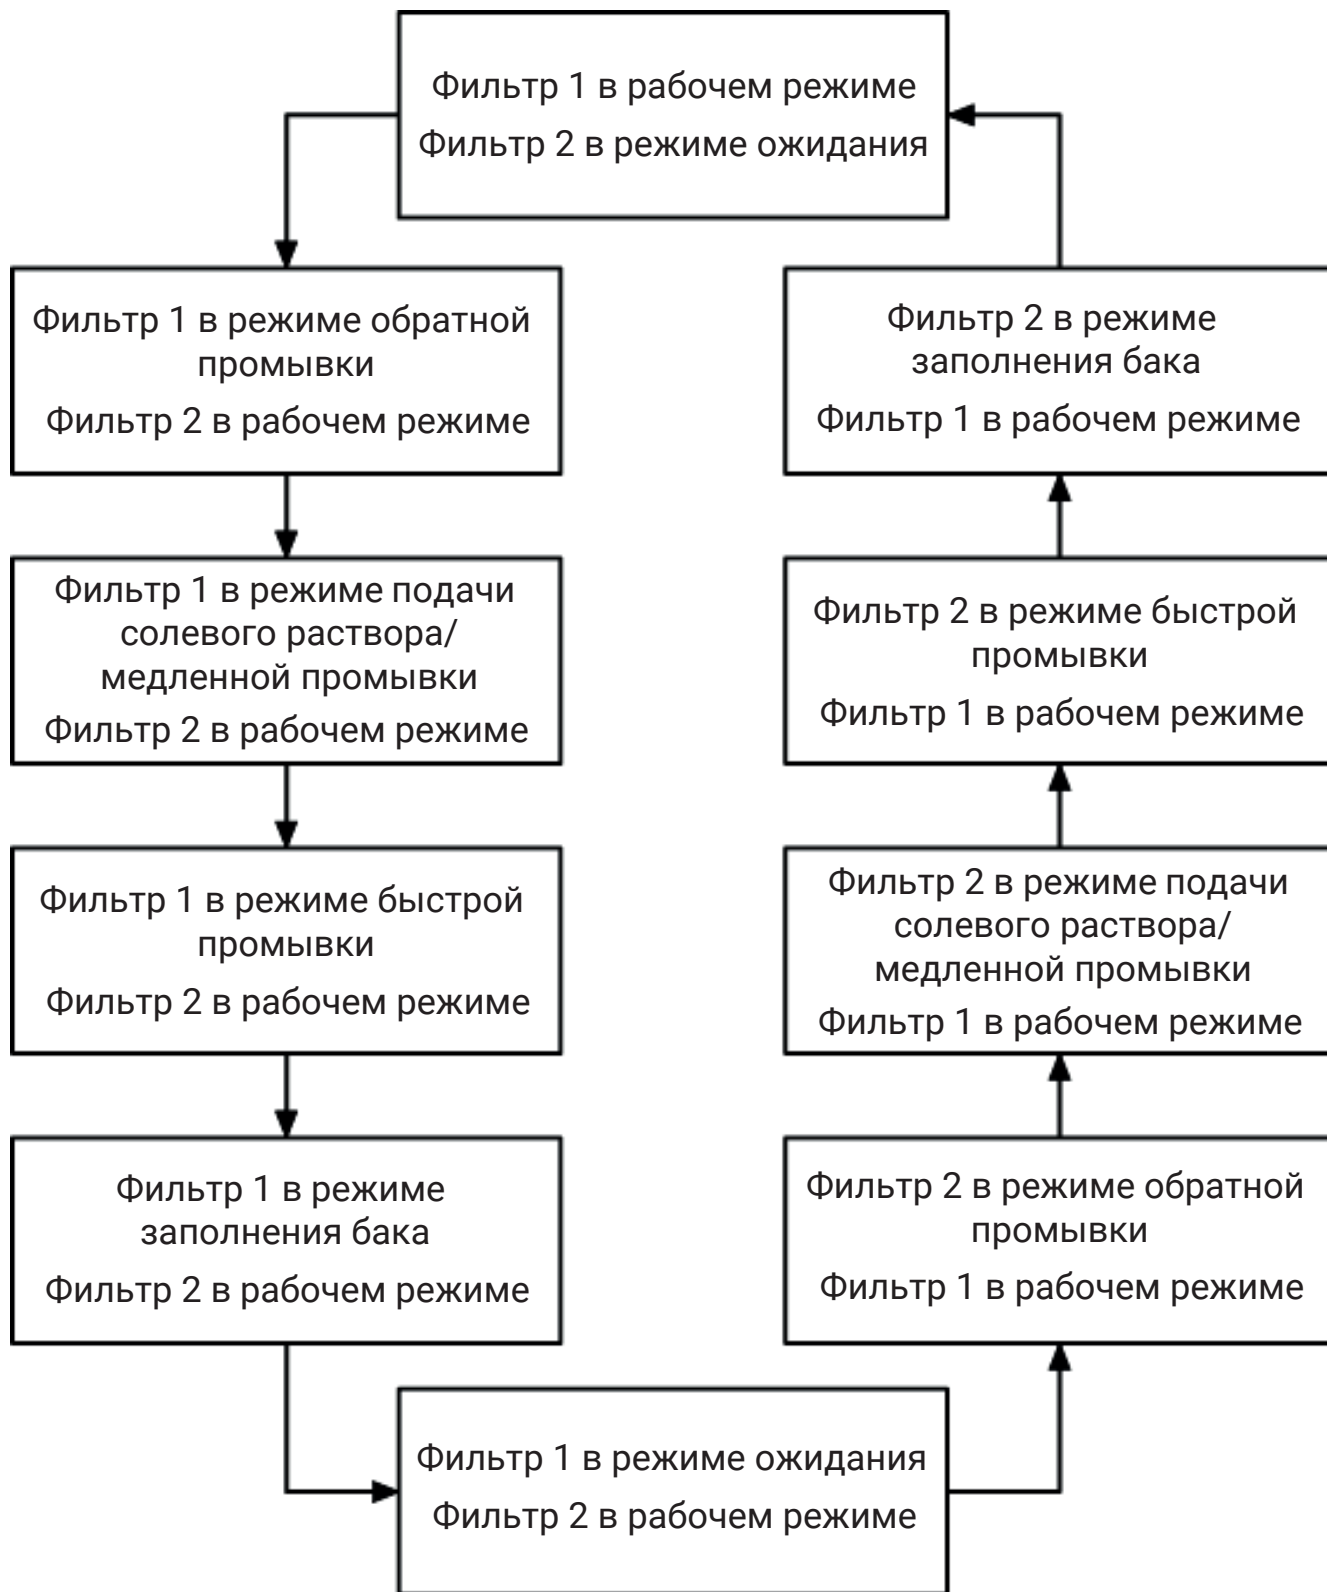 Фильтр 1 в рабочем режиме
Фильтр 2 в режиме ожидания
Фильтр 1 в режиме обратной
промывки
Фильтр 2 в рабочем режиме
Фильтр 1 в режиме подачи
солевого раствора/
медленной промывки
Фильтр 2 в рабочем режиме
Фильтр 1 в режиме быстрой
промывки
Фильтр 2 в рабочем режиме
Фильтр 1 в режиме
заполнения бака
Фильтр 2 в рабочем режиме
Фильтр 1 в режиме ожидания
Фильтр 2 в рабочем режиме
Фильтр 2 в режиме обратной
промывки
Фильтр 1 в рабочем режиме
Фильтр 2 в режиме подачи
солевого раствора/
медленной промывки
Фильтр 1 в рабочем режиме
Фильтр 2 в режиме быстрой
промывки
Фильтр 1 в рабочем режиме
Фильтр 2 в режиме
заполнения бака
Фильтр 1 в рабочем режиме